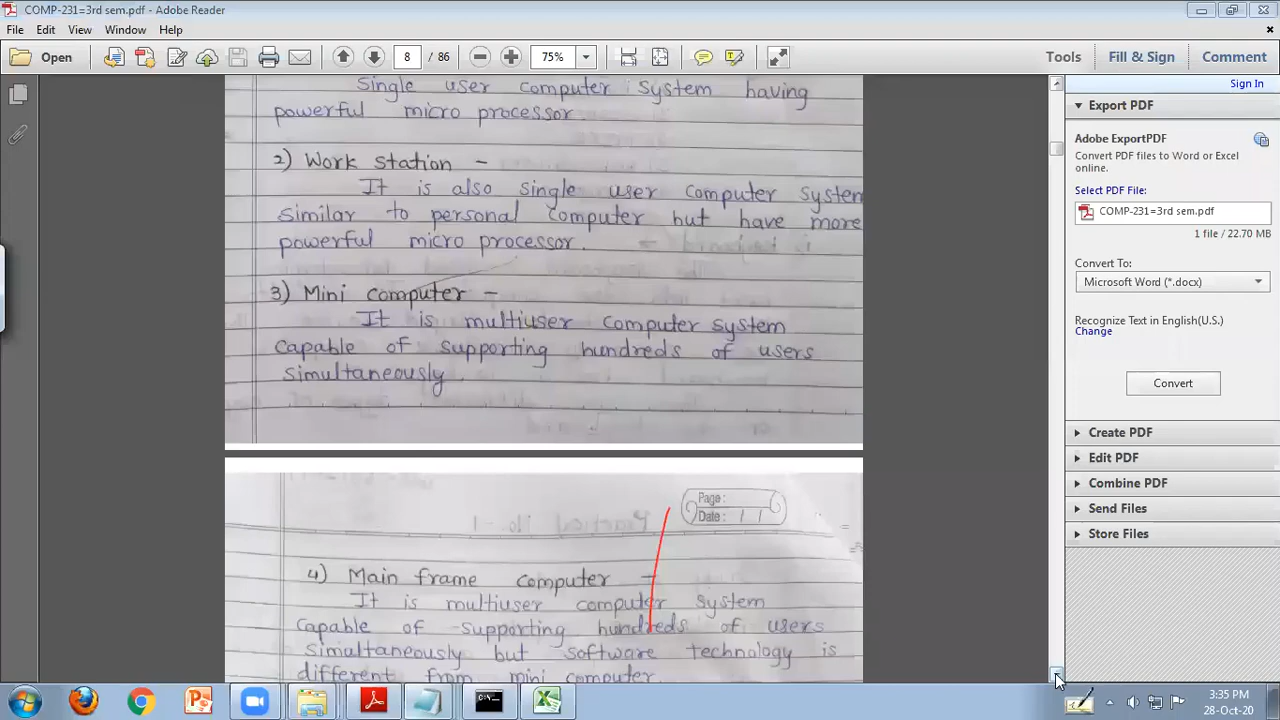 COMP-231=3rd sem.pdf - Adobe Reader
File Edit View Window Help
Open 8 / 86 75% Tools Fill & Sign Comment
Sign In
Single user computer System having
powerful micro processor.
2) Work station -
It is also single user computer system
Similar to personal computer but have more
powerful micro processor.
3) Mini computer -
It is multiuser computer system
Capable of supporting hundreds of users
simultaneously.
Page:
Date: | |
4) Main frame computer -
It is multiuser computer system
Capable of supporting hundreds of users
Simultaneously but software technology is
different from mini computer.
Export PDF
Adobe ExportPDF
Convert PDF files to Word or Excel
online.
Select PDF File:
COMP-231=3rd sem.pdf
1 file / 22.70 MB
Convert To:
Microsoft Word (*.docx)
Recognize Text in English(U.S.)
Change
Convert
Create PDF
Edit PDF
Combine PDF
Send Files
Store Files
3:35 PM
28-Oct-20